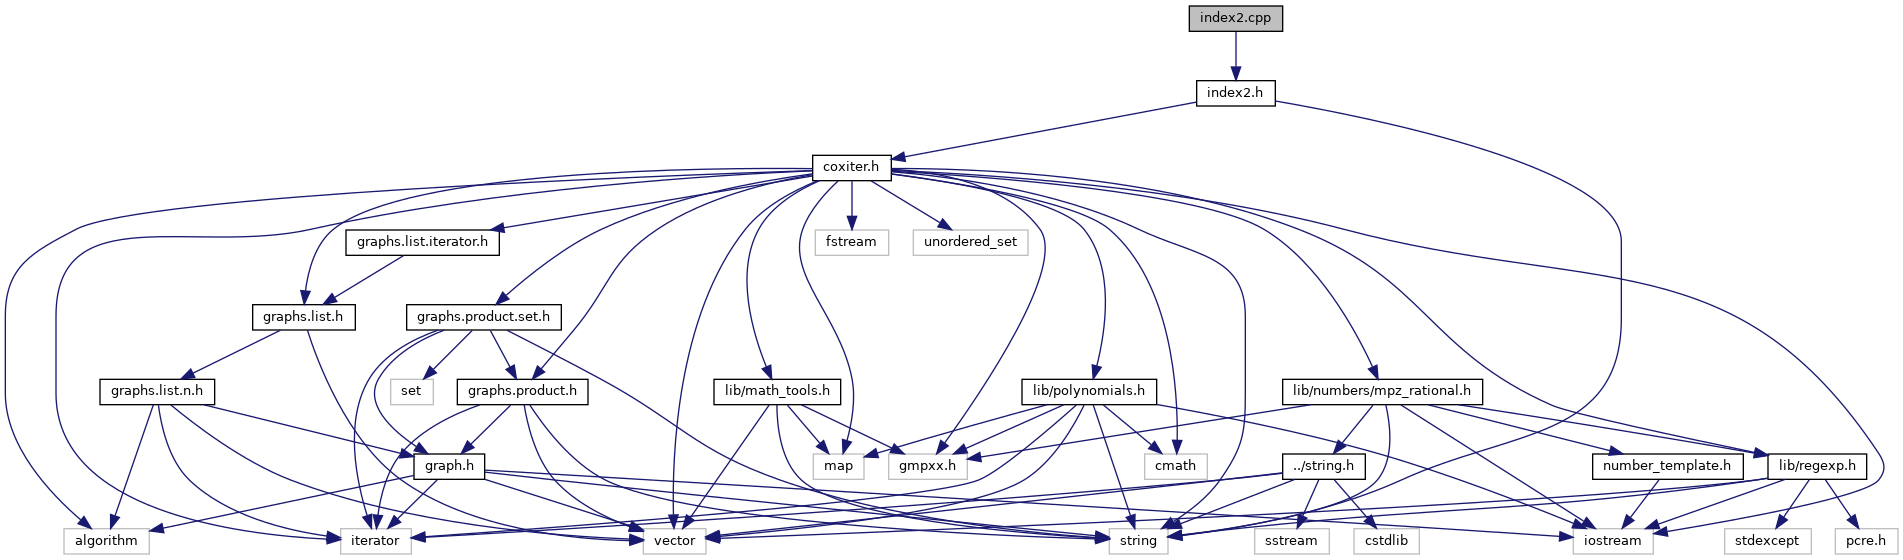 index2.cpp
index2.h
coxiter.h
graphs.list.iterator.h
fstream
unordered_set
graphs.list.h
graphs.product.set.h
graphs.list.n.h
set
graphs.product.h
lib/math_tools.h
lib/polynomials.h
lib/numbers/mpz_rational.h
graph.h
map
gmpxx.h
cmath
../string.h
number_template.h
lib/regexp.h
algorithm
iterator
vector
string
sstream
cstdlib
iostream
stdexcept
pcre.h